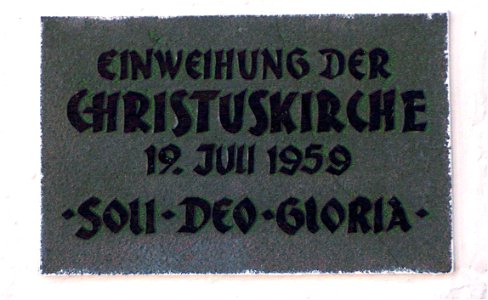 EINWEIHUNG DER
CHRISTUSKIRCHE
19. JULI 1959
·SOLI·DEO·GLORIA·